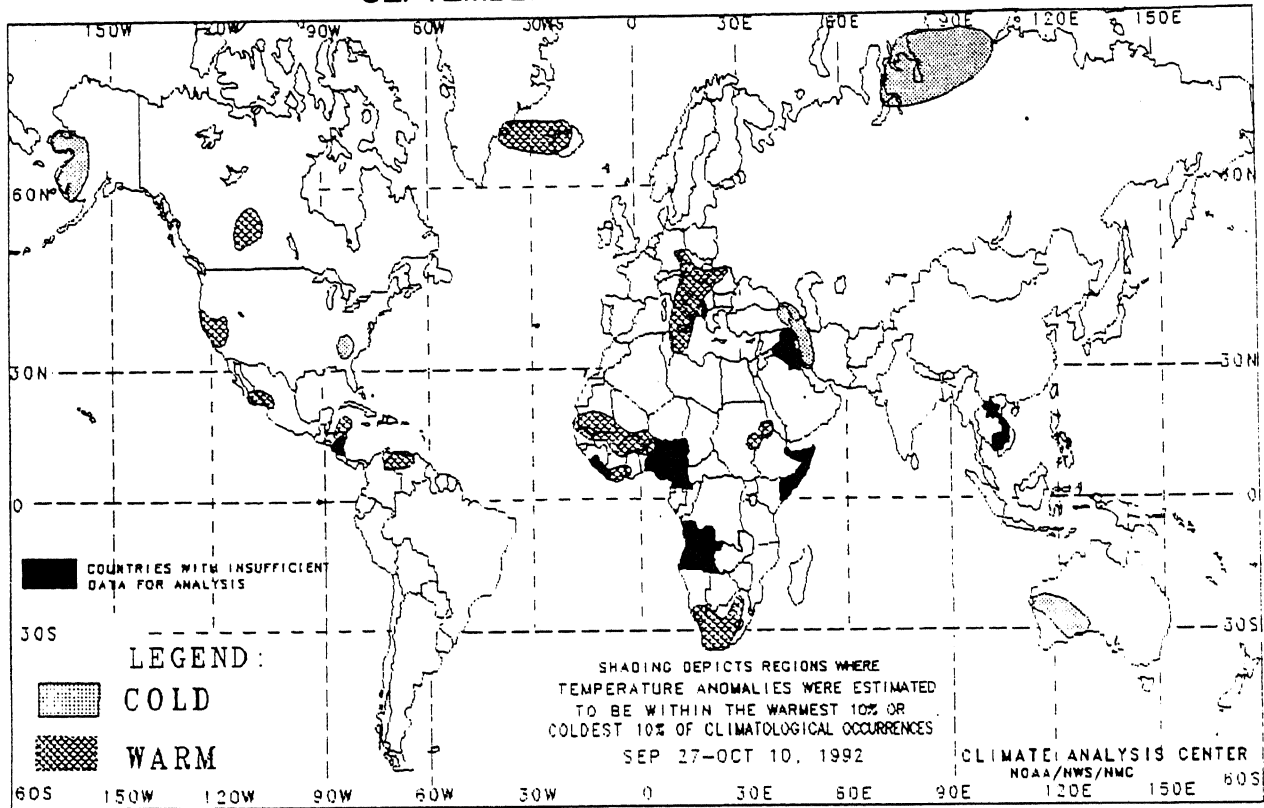 150W 120W 90W 60W 30W 0 30E 60E 90E 120E 150E
60N 60N
30N 30N
0 0
COUNTRIES WITH INSUFFICIENT
DATA FOR ANALYSIS
30S 30S
LEGEND:
COLD
WARM
SHADING DEPICTS REGIONS WHERE
TEMPERATURE ANOMALIES WERE ESTIMATED
TO BE WITHIN THE WARMEST 10% OR
COLDEST 10% OF CLIMATOLOGICAL OCCURRENCES
SEP 27-OCT 10, 1992
CLIMATE ANALYSIS CENTER
NOAA/NWS/NMC
60S 150W 120W 90W 60W 30W 0 30E 60E 90E 120E 150E 60S